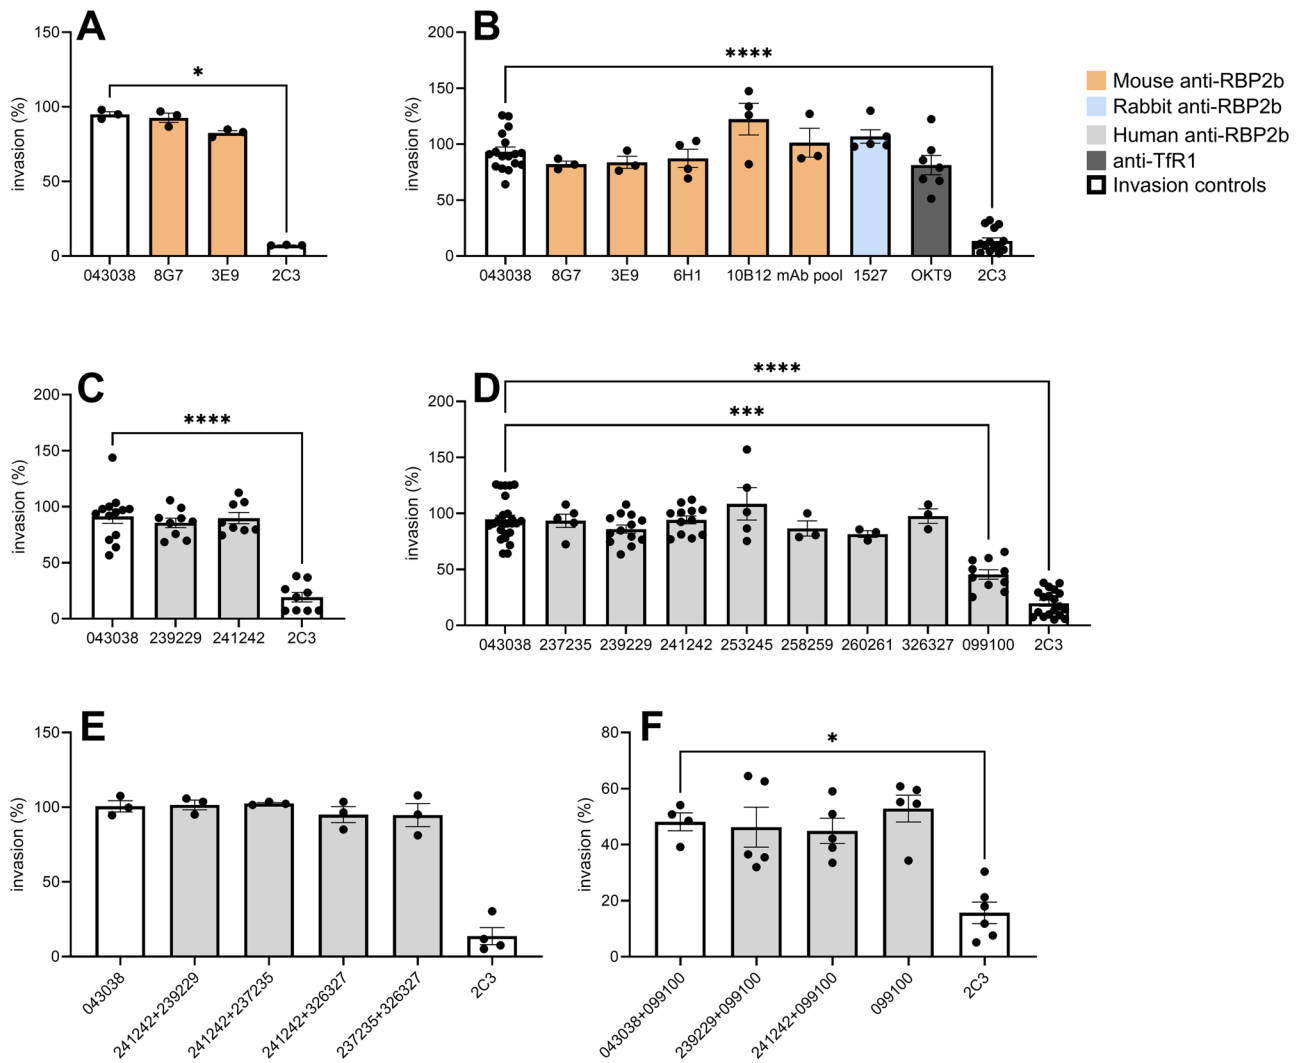 A
invasion (%)
150
100
50
0
*
043038
8G7
3E9
2C3
B
invasion (%)
200
150
100
50
0
****
043038
8G7
3E9
6H1
10B12
mAb pool
1527
OKT9
2C3
Mouse anti-RBP2b
Rabbit anti-RBP2b
Human anti-RBP2b
anti-TfR1
Invasion controls
C
invasion (%)
200
150
100
50
0
****
043038
239229
241242
2C3
D
invasion (%)
200
150
100
50
0
****
***
043038
237235
239229
241242
253245
258259
260261
326327
099100
2C3
E
invasion (%)
150
100
50
0
043038
241242+239229
241242+237235
241242+326327
237235+326327
2C3
F
invasion (%)
80
60
40
20
0
*
043038+099100
239229+099100
241242+099100
099100
2C3